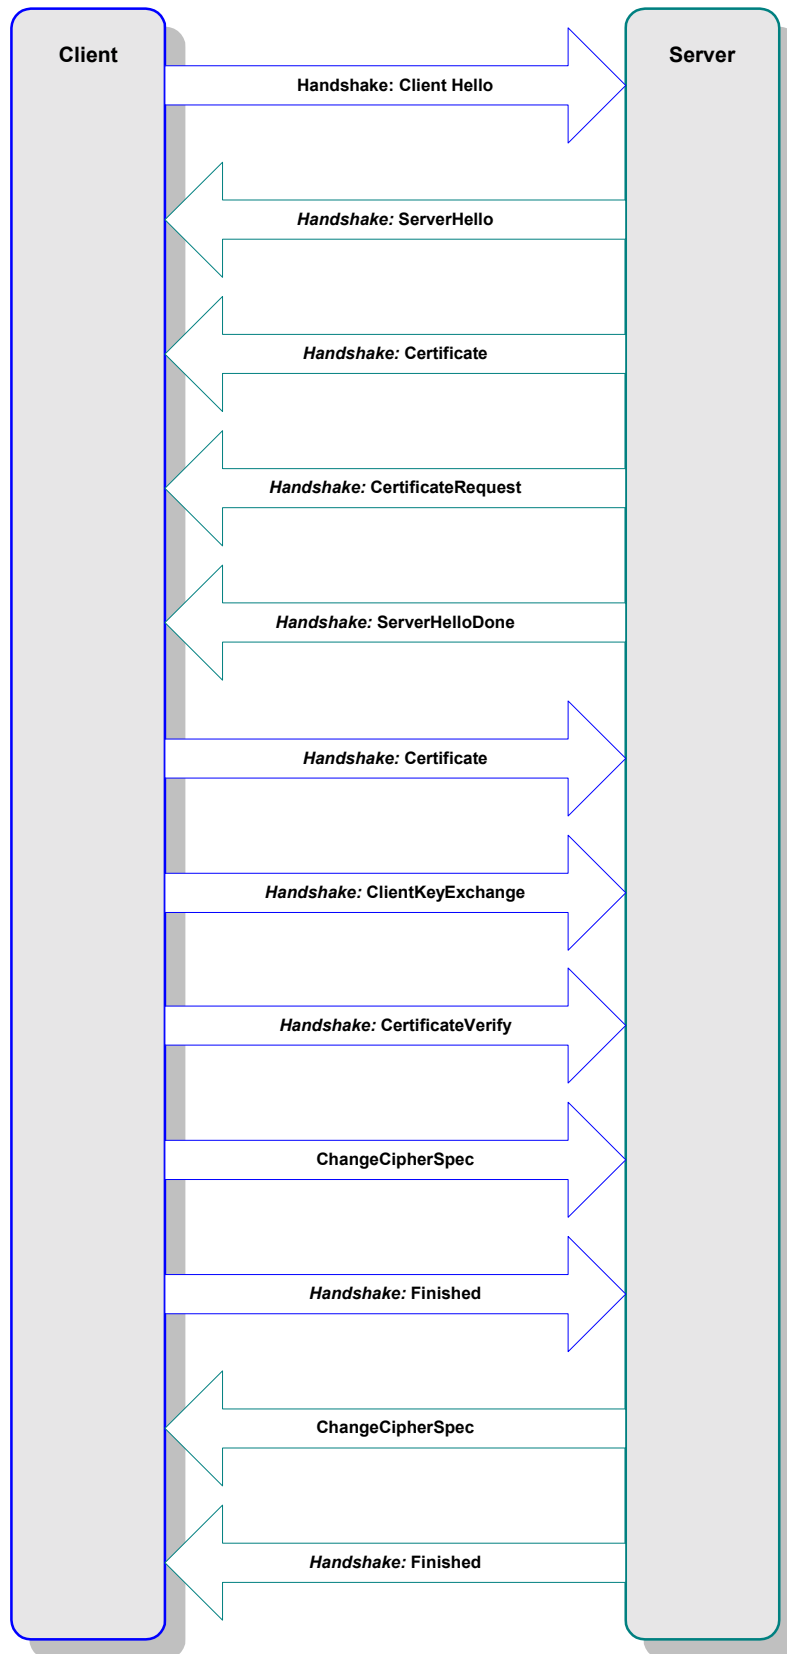 Client
Server
Handshake: Client Hello
Handshake: ServerHello
Handshake: Certificate
Handshake: CertificateRequest
Handshake: ServerHelloDone
Handshake: Certificate
Handshake: ClientKeyExchange
Handshake: CertificateVerify
ChangeCipherSpec
Handshake: Finished
ChangeCipherSpec
Handshake: Finished